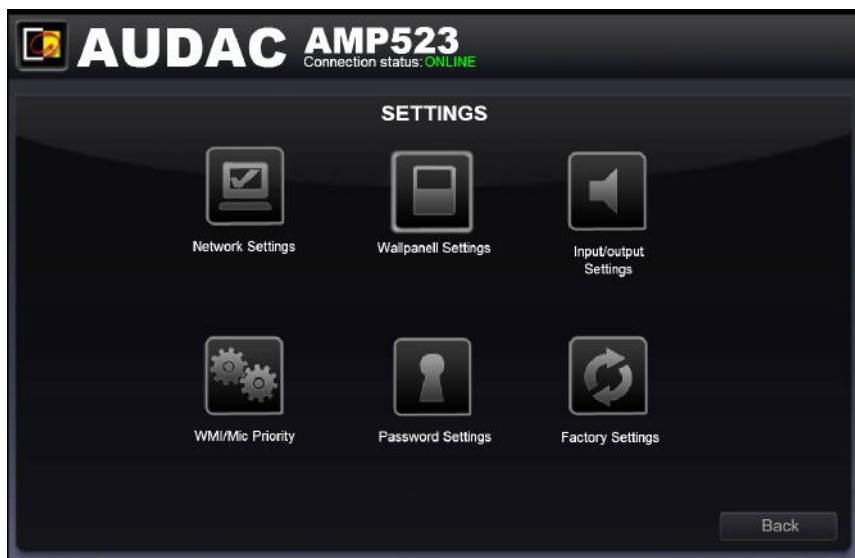 AUDAC AMP523
Connection status: ONLINE
SETTINGS
Network Settings
Wallpanell Settings
Input/output
Settings
WMI/Mic Priority
Password Settings
Factory Settings
Back